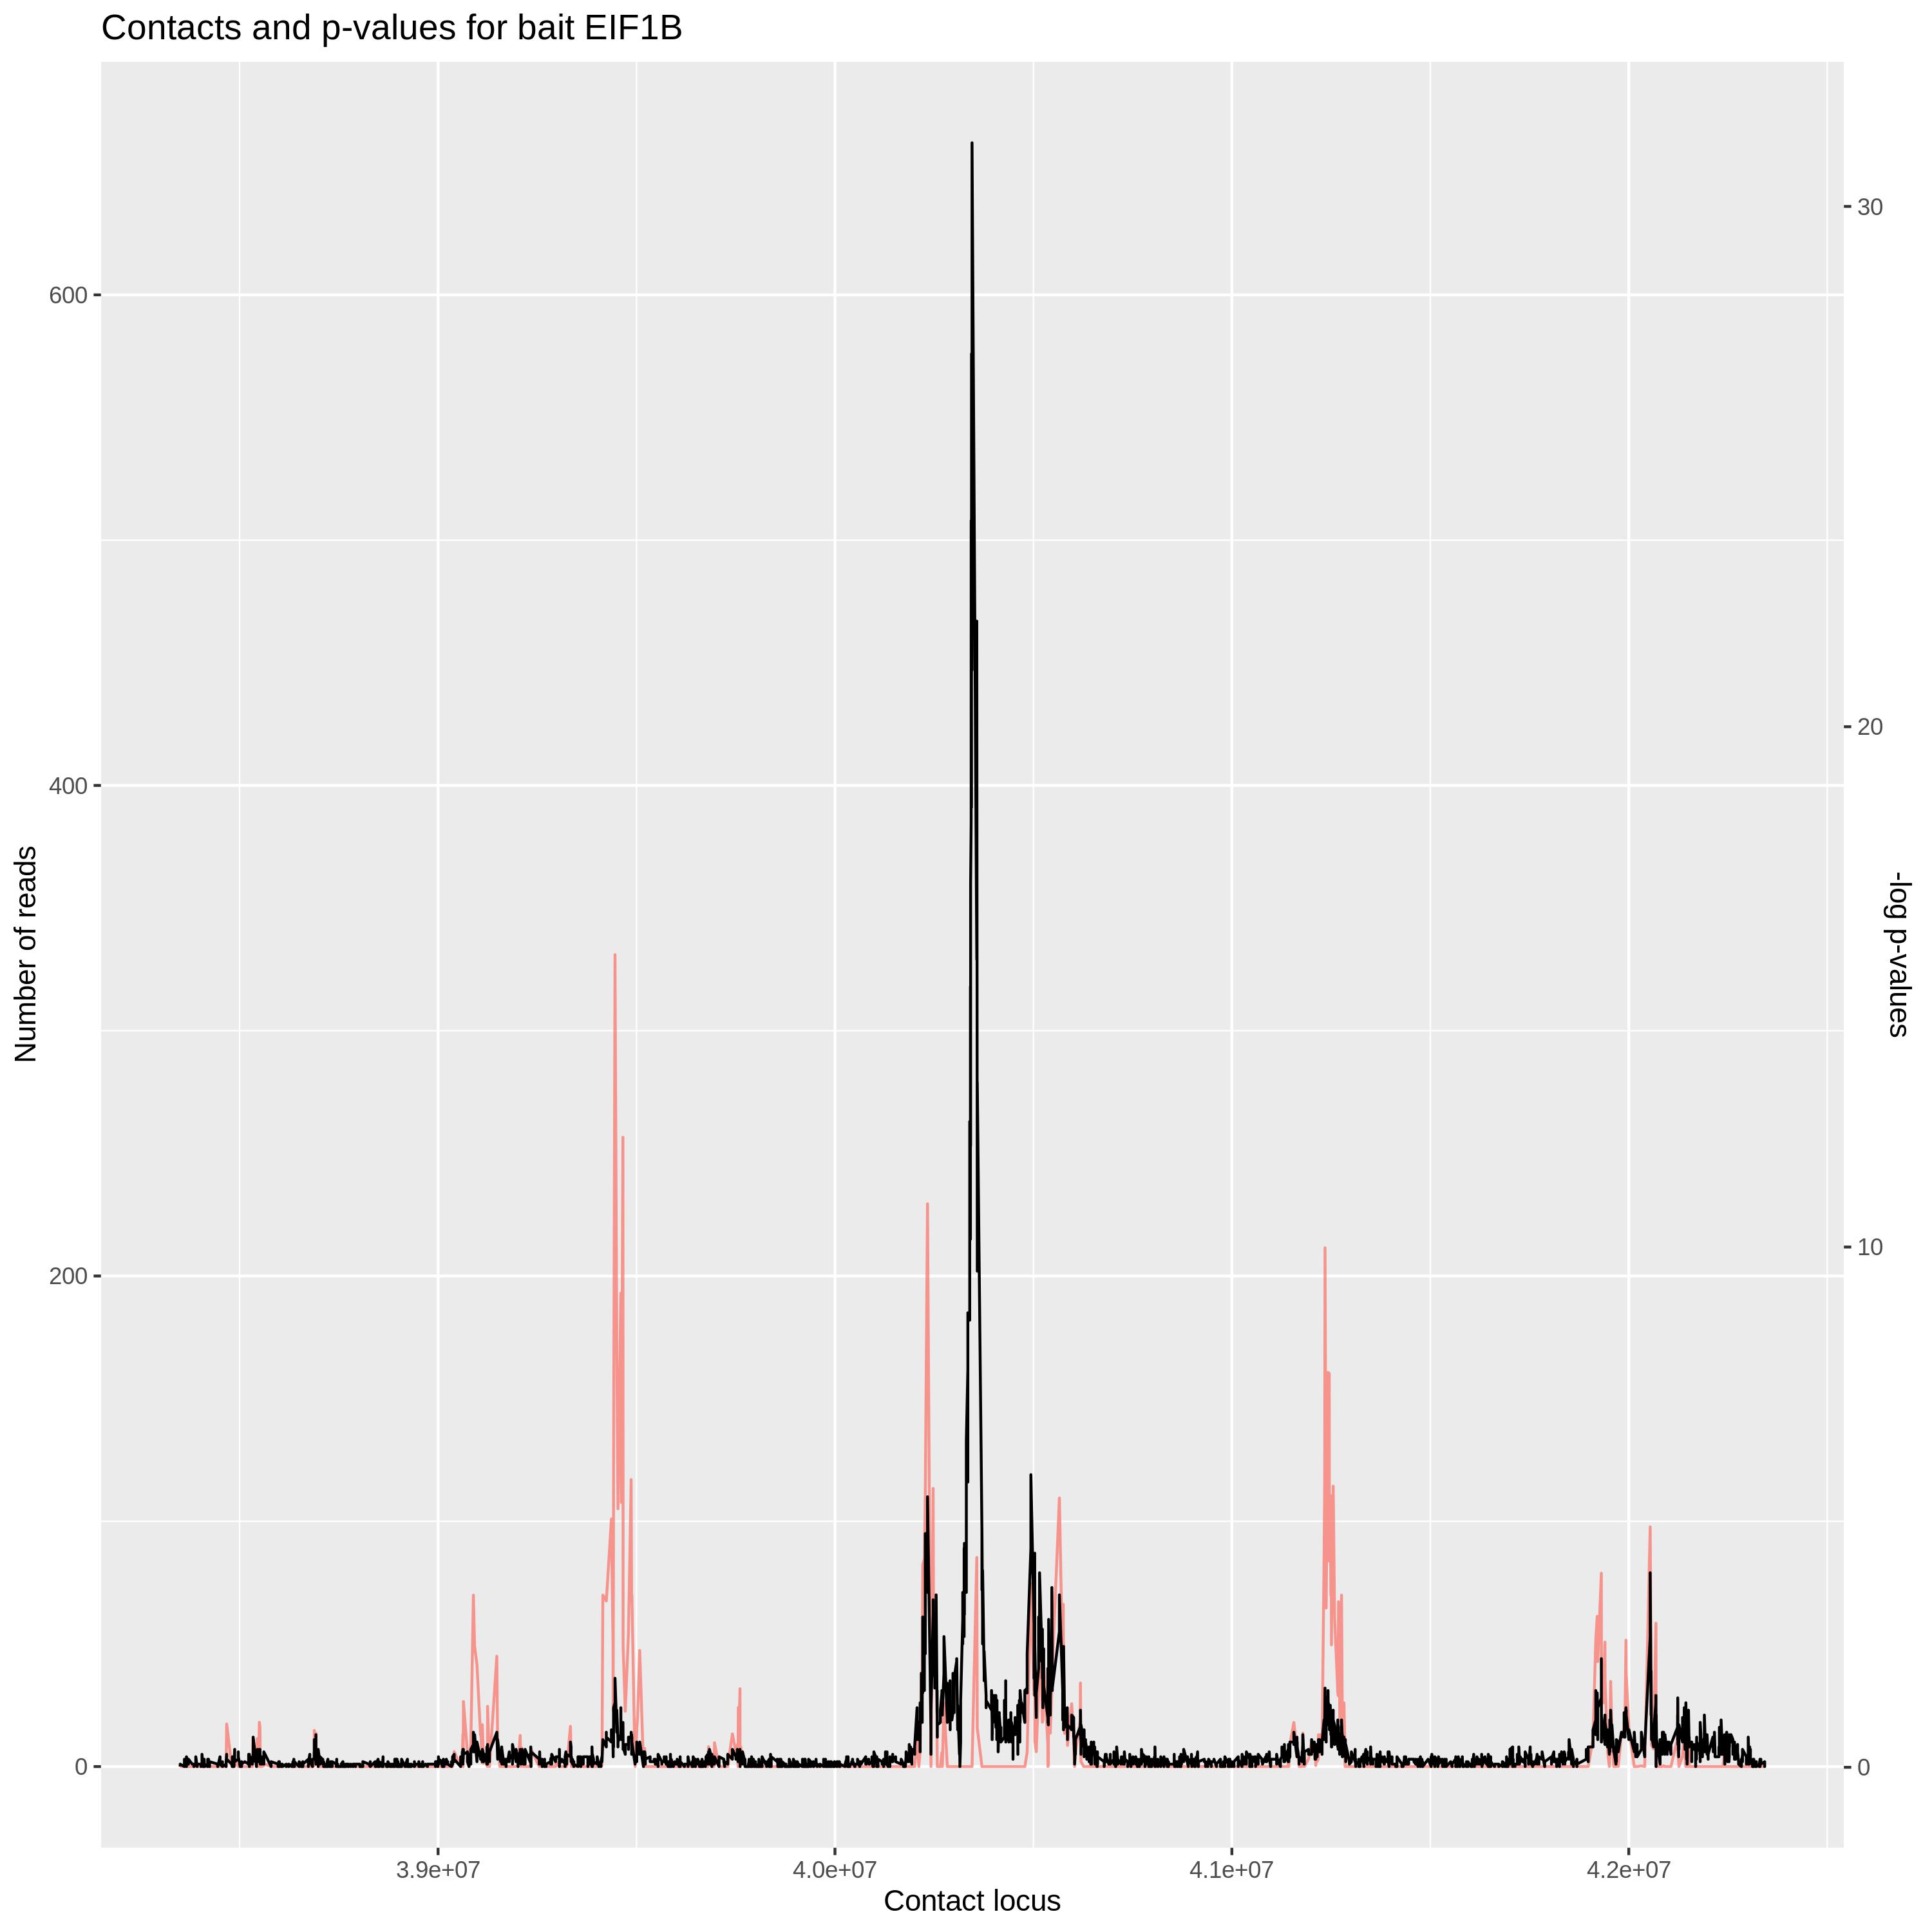 Contacts and p-values for bait EIF1B
Number of reads
600
400
200
0
30
20
10
0
-log p-values
3.9e+07
4.0e+07
4.1e+07
4.2e+07
Contact locus